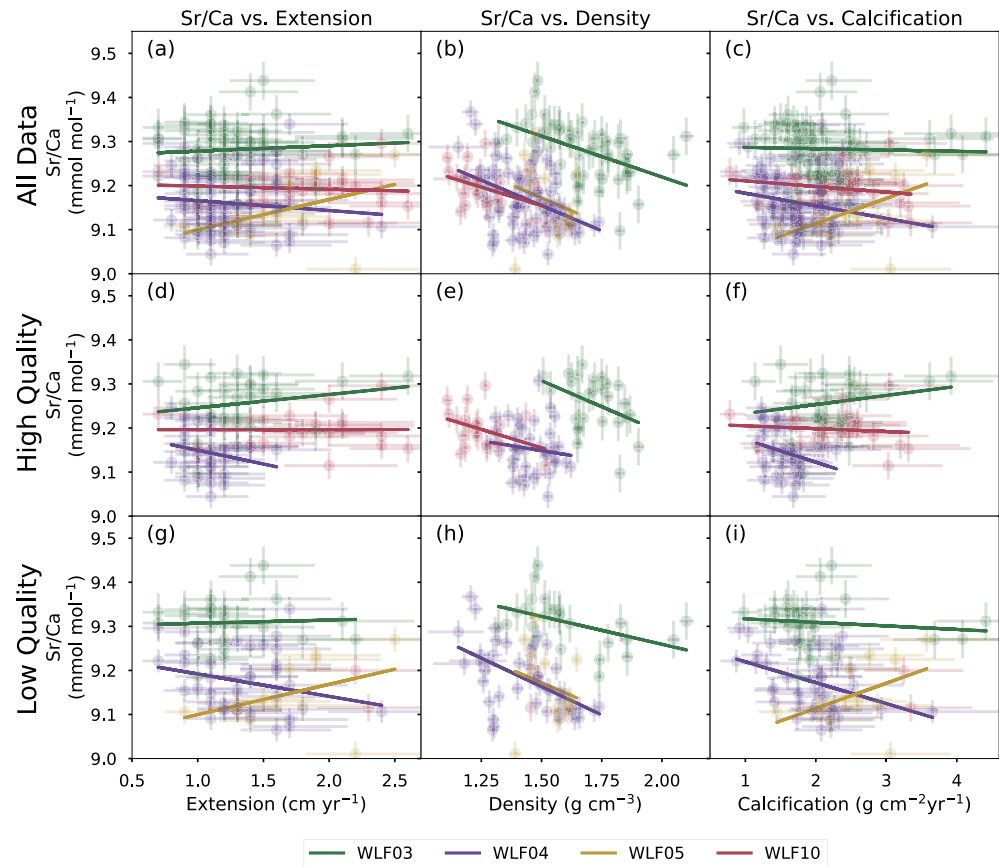 Sr/Ca vs. Extension
Sr/Ca vs. Density
Sr/Ca vs. Calcification
All Data
Sr/Ca
(mmol mol⁻¹)
9.5
9.4
9.3
9.2
9.1
9.0
(a)
(b)
(c)
High Quality
Sr/Ca
(mmol mol⁻¹)
9.5
9.4
9.3
9.2
9.1
9.0
(d)
(e)
(f)
Low Quality
Sr/Ca
(mmol mol⁻¹)
9.5
9.4
9.3
9.2
9.1
9.0
(g)
(h)
(i)
0.5 1.0 1.5 2.0 2.5
1.25 1.50 1.75 2.00
1 2 3 4
Extension (cm yr⁻¹)
Density (g cm⁻³)
Calcification (g cm⁻²yr⁻¹)
WLF03 WLF04 WLF05 WLF10